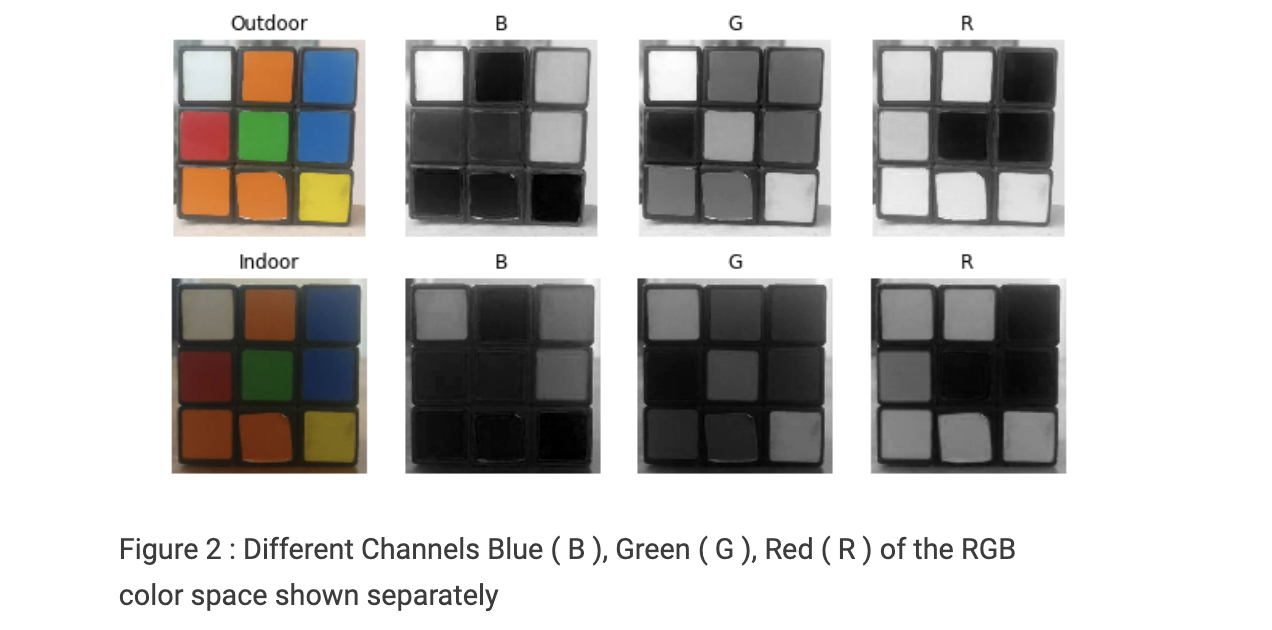 Outdoor B G R
Indoor B G R
Figure 2 : Different Channels Blue ( B ), Green ( G ), Red ( R ) of the RGB
color space shown separately